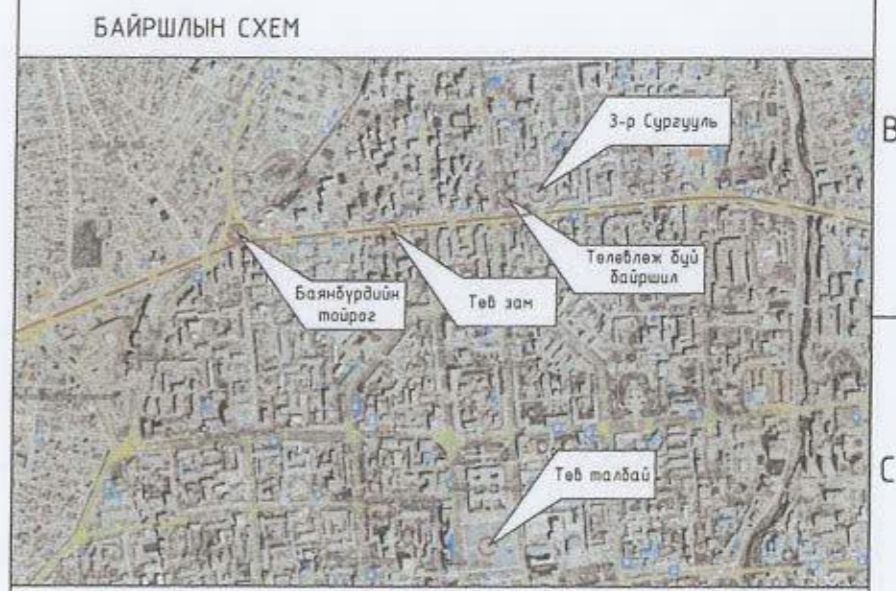 БАЙРШЛЫН СХЕМ
3-р Сургууль
B
Төлөвлөж буй
байршил
Баянбүрдийн
тойрог
Төв зам
Төв талбай
C